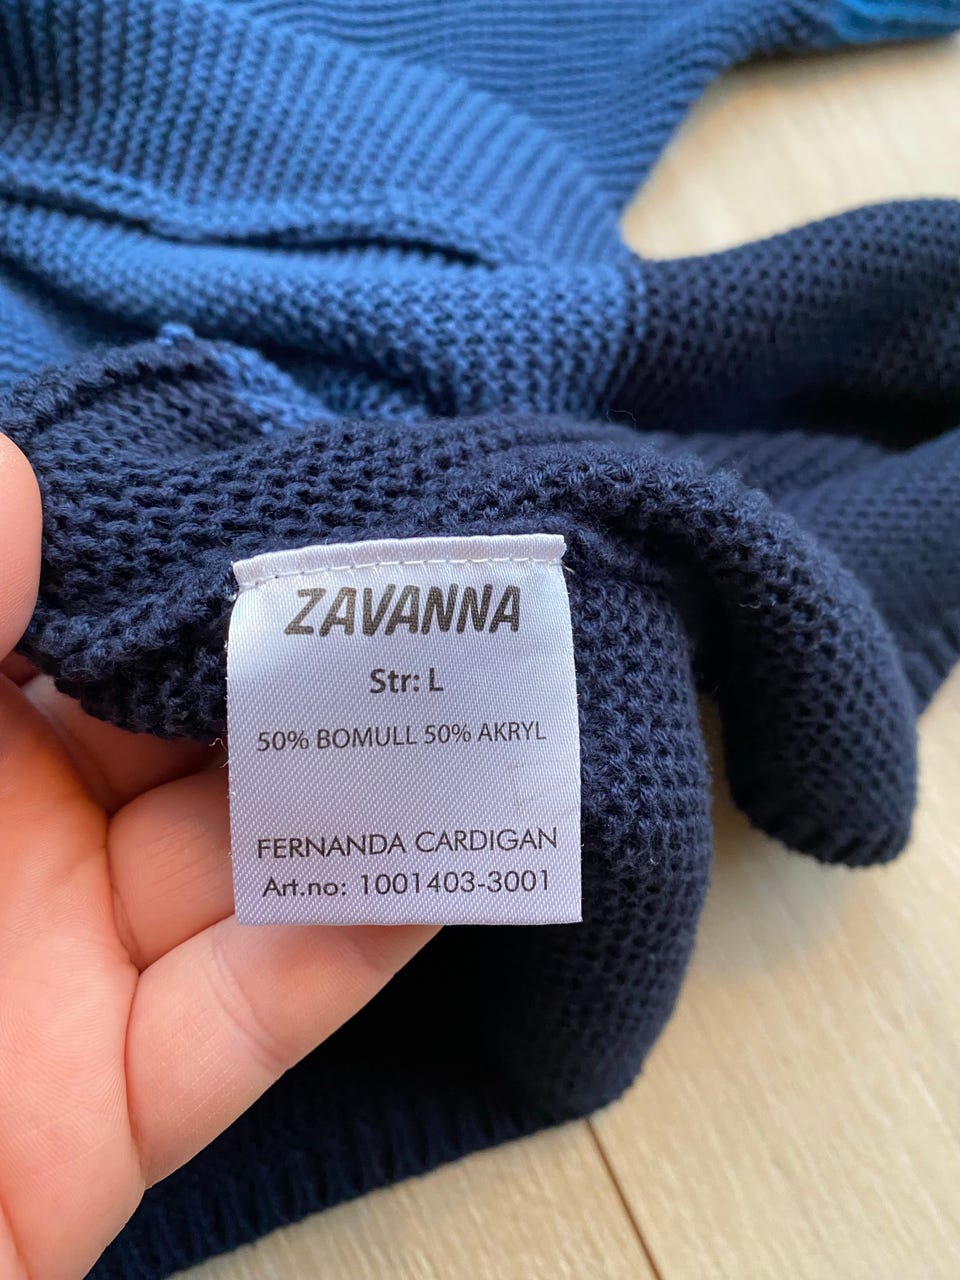 ZAVANNA
Str: L
50% BOMULL 50% AKRYL
FERNANDA CARDIGAN
Art.no: 1001403-3001